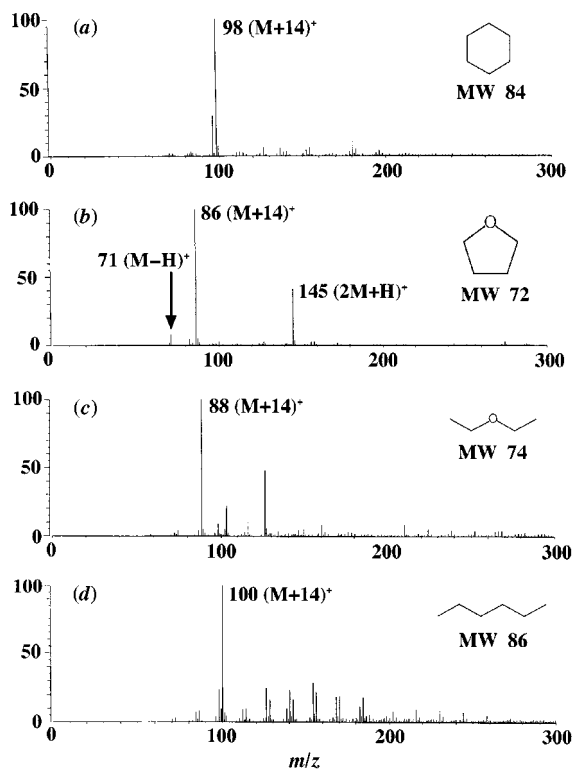 100
(a)
98 (M+14)⁺
50
MW 84
0
0
100
200
300
100
(b)
86 (M+14)⁺
O
71 (M−H)⁺
50
145 (2M+H)⁺
MW 72
0
0
100
200
300
100
(c)
88 (M+14)⁺
O
MW 74
50
0
0
100
200
300
100
(d)
100 (M+14)⁺
MW 86
50
0
0
100
200
300
m/z